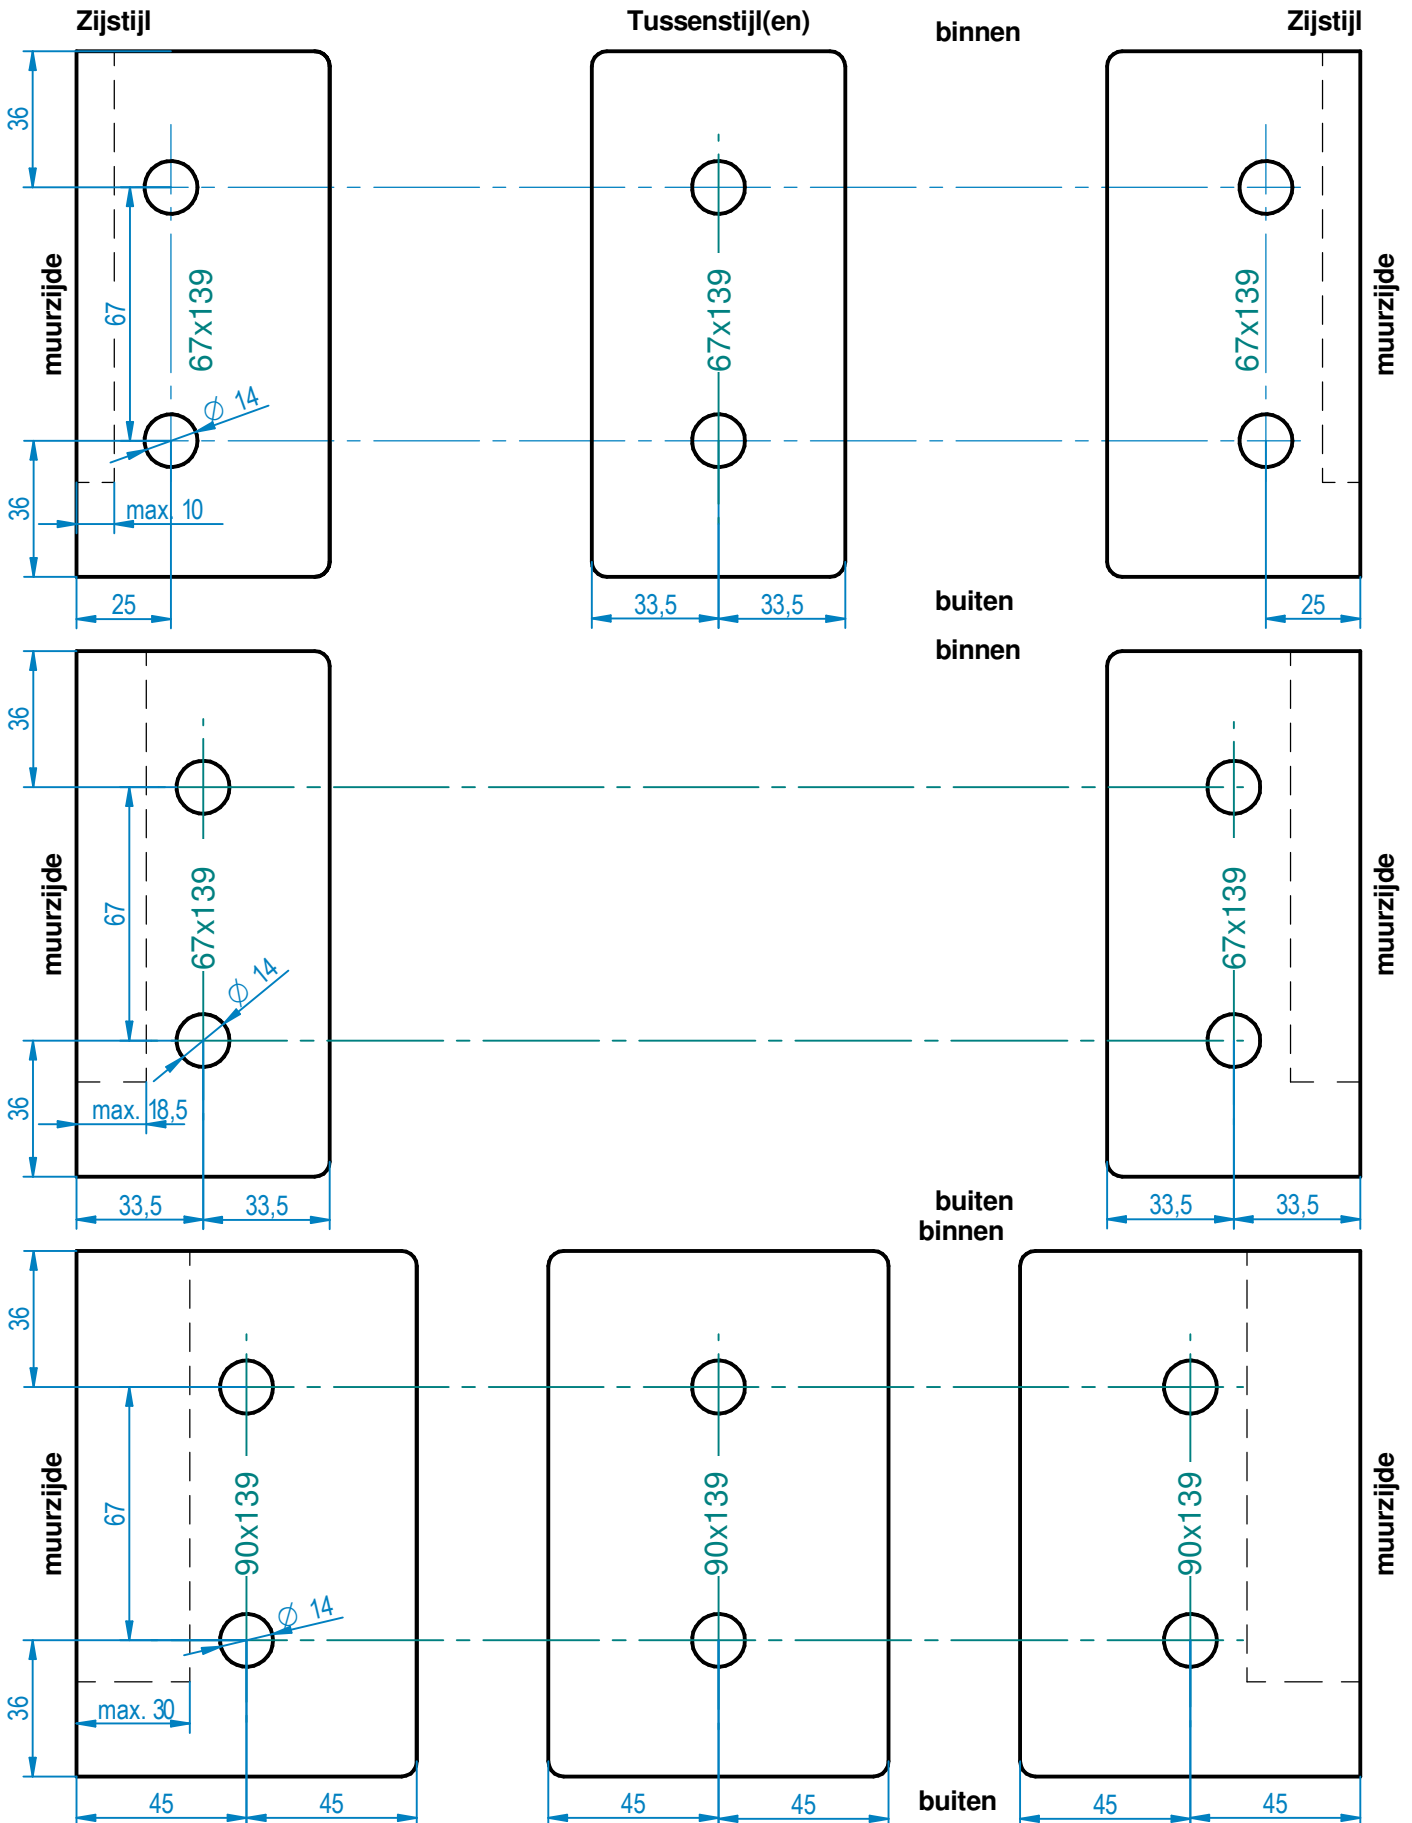 Zijstijl
Tussenstijl(en)
binnen
Zijstijl
36
muurzijde
67
67x139
67x139
67x139
muurzijde
Ø 14
36
max. 10
25
33,5
33,5
buiten
25
binnen
36
muurzijde
67
67x139
67x139
muurzijde
Ø 14
36
max. 18,5
33,5
33,5
buiten
33,5
33,5
binnen
36
muurzijde
67
90x139
90x139
90x139
muurzijde
Ø 14
36
max. 30
45
45
45
45
buiten
45
45